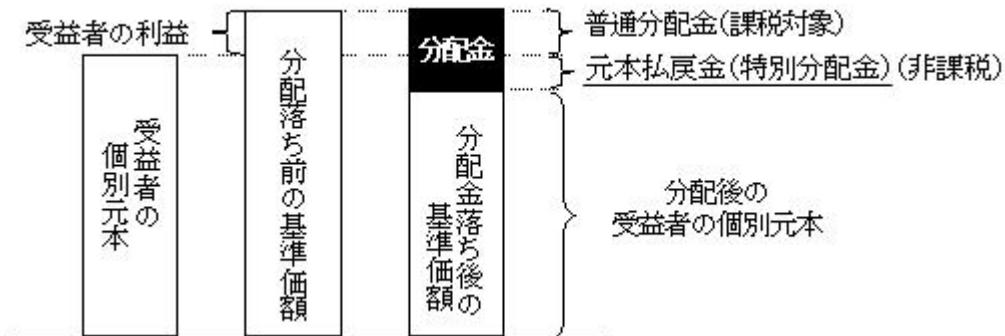 受益者の利益
受益者の
個別元本
分配落ち前の基準価額
分配金
分配金落ち後の
基準価額
普通分配金(課税対象)
元本払戻金(特別分配金)(非課税)
分配後の
受益者の個別元本